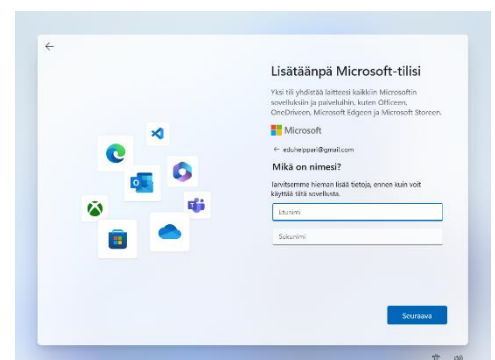 Lisätäänpä Microsoft-tilisi
Yksi tili yhdistää laitteesi kaikkiin Microsoftin
sovelluksiin ja palveluihin, kuten Officeen,
OneDriveen, Microsoft Edgeen ja Microsoft Storeen.
Microsoft
← eduhelppari@gmail.com
Mikä on nimesi?
Tarvitsemme hieman lisää tietoja, ennen kuin voit
käyttää tätä sovellusta.
Etunimi
Sukunimi
Seuraava